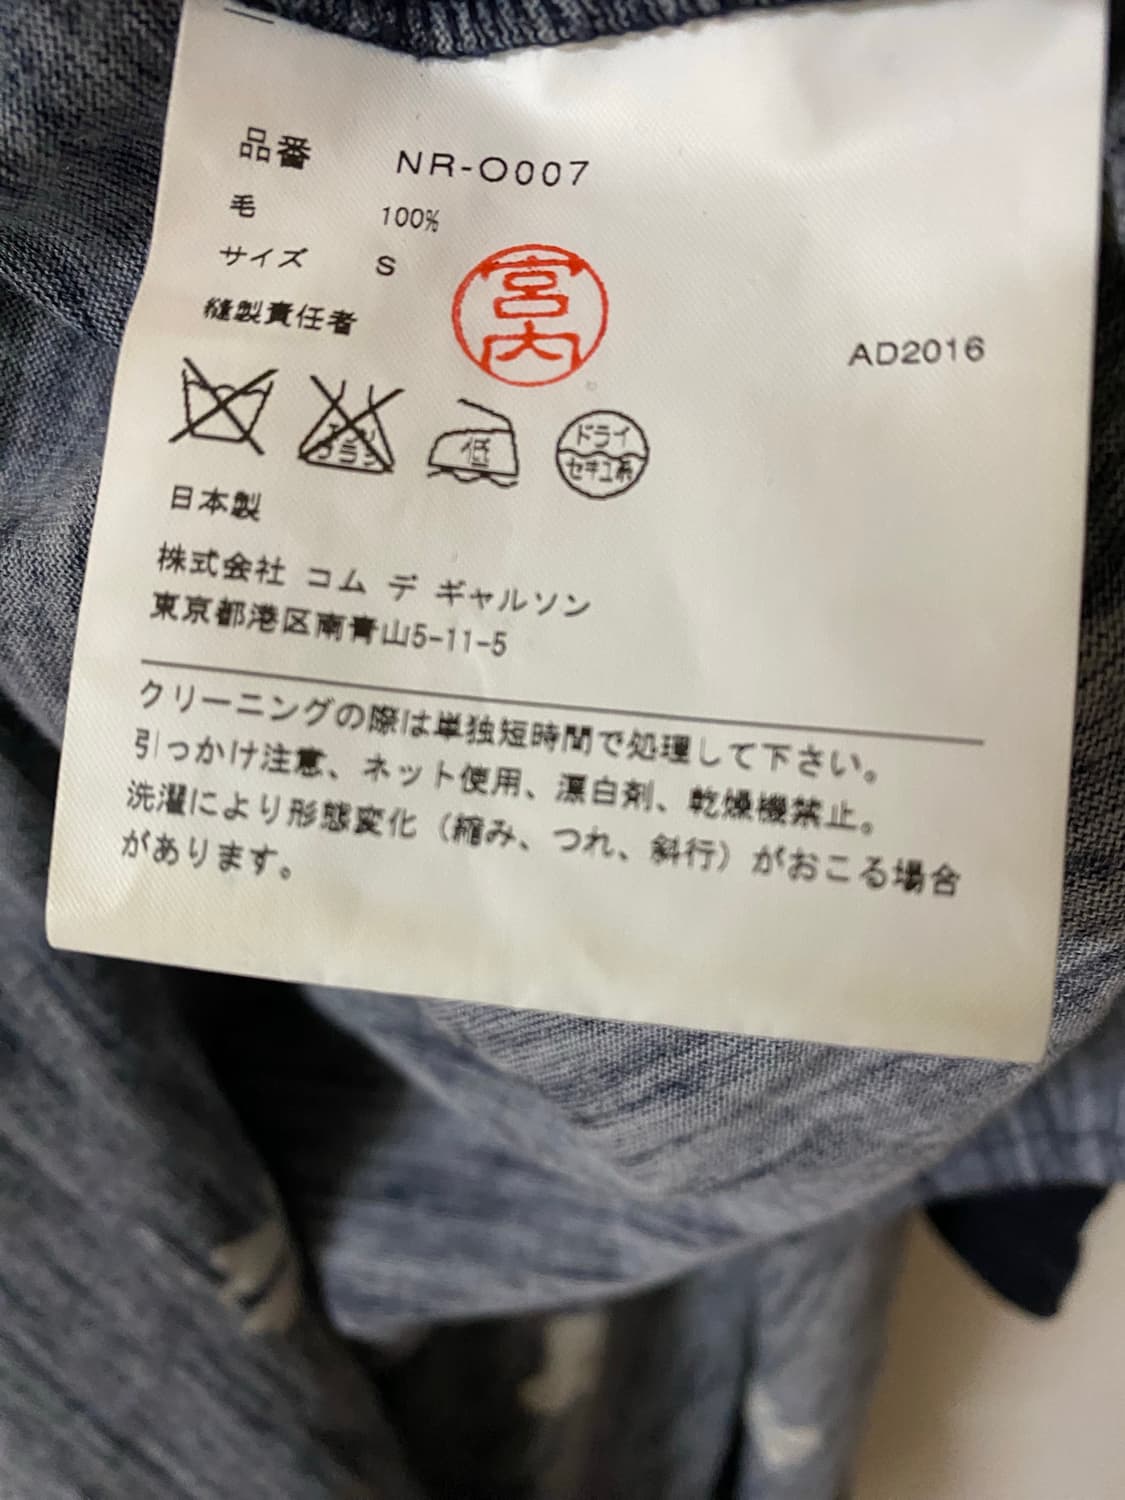 品番 NR-O007
毛 100%
サイズ S
縫製責任者 宮内
AD2016
エンソ
サラシ
低
ドライ
セキユ系
日本製
株式会社 コム デ ギャルソン
東京都港区南青山5-11-5
クリーニングの際は単独短時間で処理して下さい。
引っかけ注意、ネット使用、漂白剤、乾燥機禁止。
洗濯により形態変化（縮み、つれ、斜行）がおこる場合
があります。